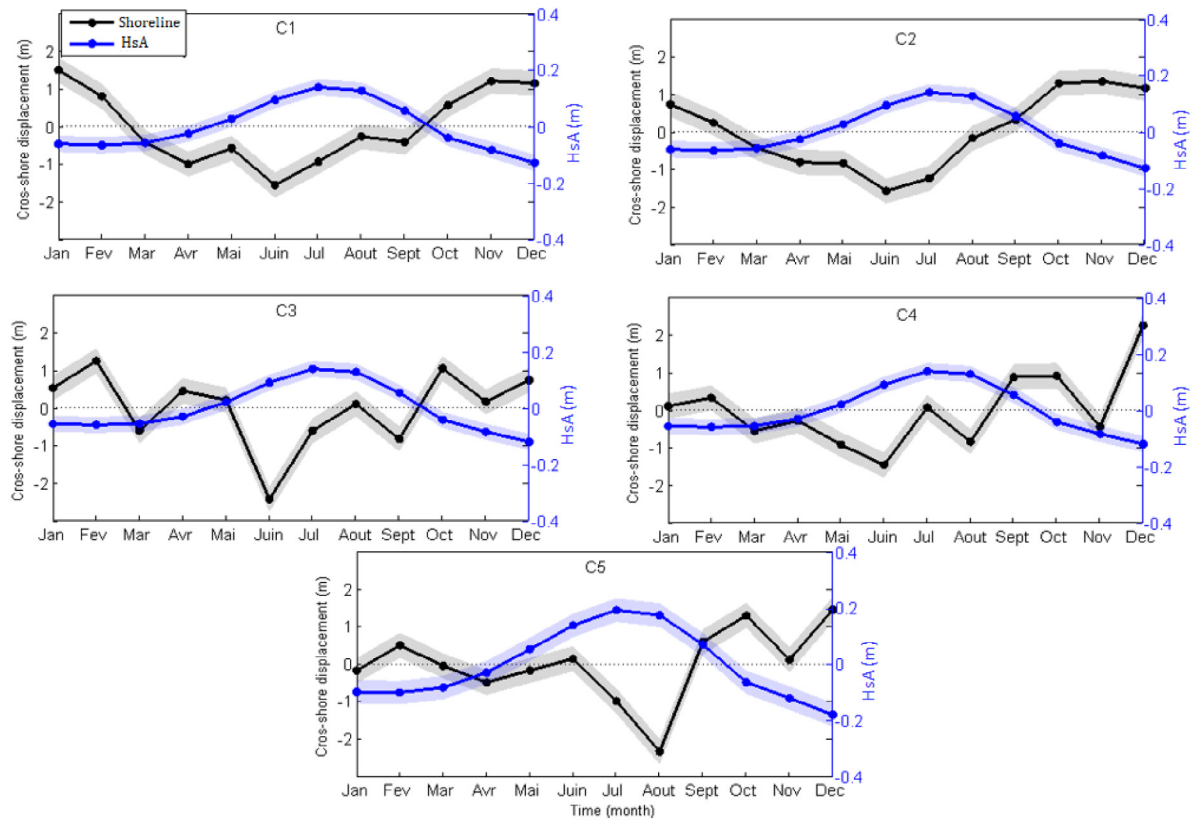 Shoreline
HsA
C1
Cros-shore displacement (m)
2
1
0
-1
-2
0.4
0.2
0
-0.2
-0.4
HsA (m)
Jan Fev Mar Avr Mai Juin Jul Aout Sept Oct Nov Dec
C2
Cros-shore displacement (m)
2
1
0
-1
-2
0.4
0.2
0
-0.2
-0.4
HsA (m)
Jan Fev Mar Avr Mai Juin Jul Aout Sept Oct Nov Dec
C3
Cros-shore displacement (m)
2
1
0
-1
-2
0.4
0.2
0
-0.2
-0.4
HsA (m)
Jan Fev Mar Avr Mai Juin Jul Aout Sept Oct Nov Dec
C4
Cros-shore displacement (m)
2
1
0
-1
-2
0.4
0.2
0
-0.2
-0.4
HsA (m)
Jan Fev Mar Avr Mai Juin Jul Aout Sept Oct Nov Dec
C5
Cros-shore displacement (m)
2
1
0
-1
-2
0.4
0.2
0
-0.2
-0.4
HsA (m)
Jan Fev Mar Avr Mai Juin Jul Aout Sept Oct Nov Dec
Time (month)